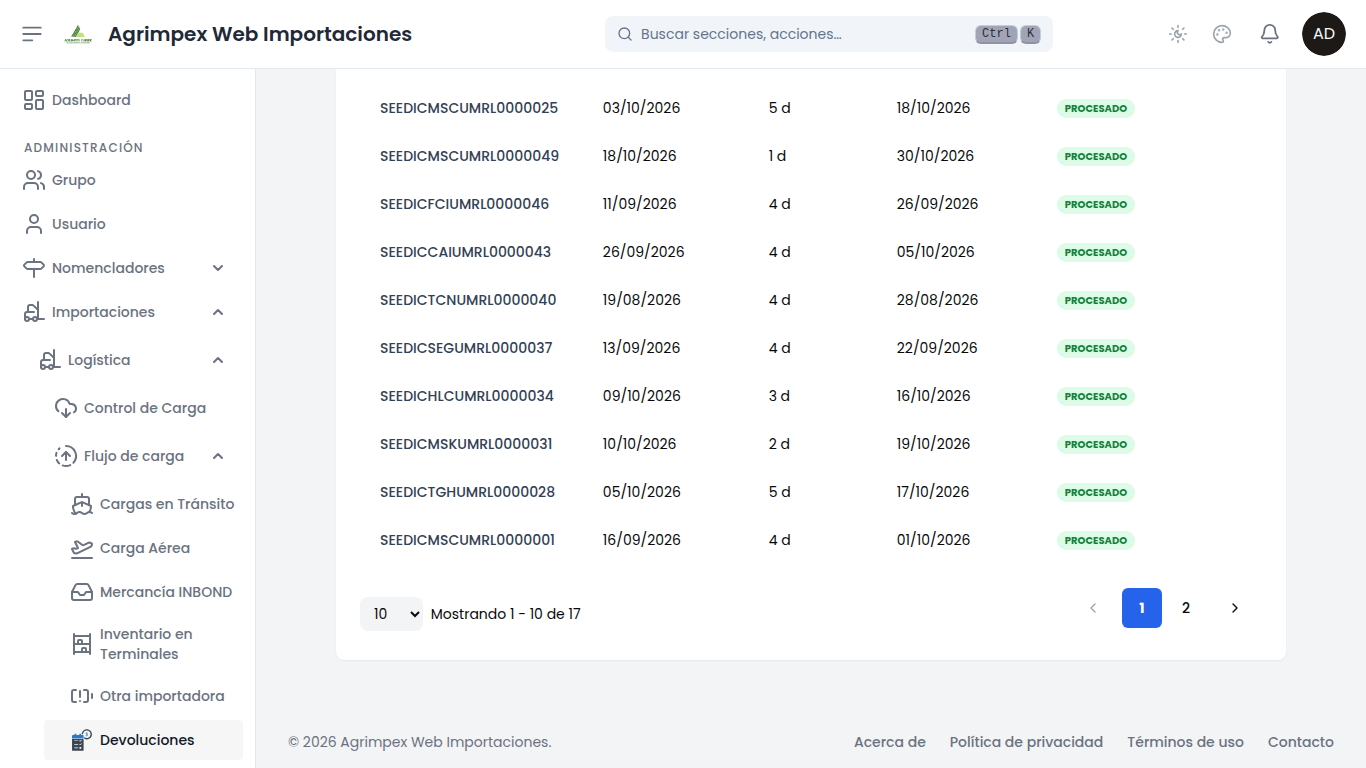 Agrimpex Web Importaciones
Buscar secciones, acciones...
Ctrl K
AD
Dashboard
ADMINISTRACIÓN
Grupo
Usuario
Nomencladores
Importaciones
Logística
Control de Carga
Flujo de carga
Cargas en Tránsito
Carga Aérea
Mercancía INBOND
Inventario en
Terminales
Otra importadora
Devoluciones
SEEDICMSCUMRL0000025 03/10/2026 5 d 18/10/2026 PROCESADO
SEEDICMSCUMRL0000049 18/10/2026 1 d 30/10/2026 PROCESADO
SEEDICFCIUMRL0000046 11/09/2026 4 d 26/09/2026 PROCESADO
SEEDICCAIUMRL0000043 26/09/2026 4 d 05/10/2026 PROCESADO
SEEDICTCNUMRL0000040 19/08/2026 4 d 28/08/2026 PROCESADO
SEEDICSEGUMRL0000037 13/09/2026 4 d 22/09/2026 PROCESADO
SEEDICHLCUMRL0000034 09/10/2026 3 d 16/10/2026 PROCESADO
SEEDICMSKUMRL0000031 10/10/2026 2 d 19/10/2026 PROCESADO
SEEDICTGHUMRL0000028 05/10/2026 5 d 17/10/2026 PROCESADO
SEEDICMSCUMRL0000001 16/09/2026 4 d 01/10/2026 PROCESADO
10 Mostrando 1 - 10 de 17
1 2
© 2026 Agrimpex Web Importaciones.
Acerca de Política de privacidad Términos de uso Contacto